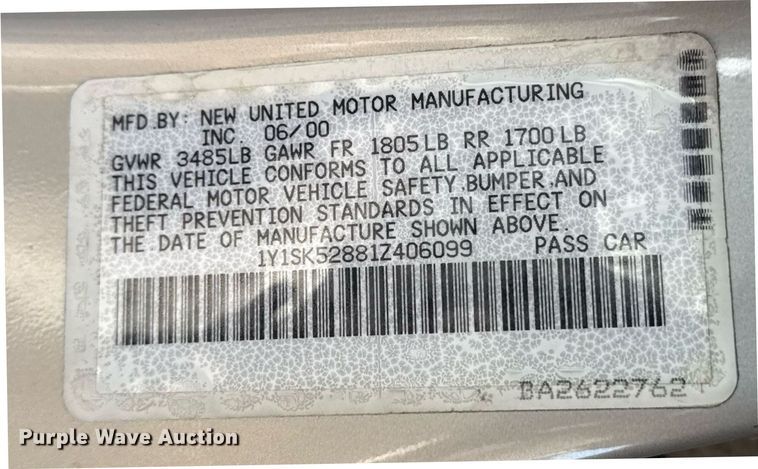 MFD.BY: NEW UNITED MOTOR MANUFACTURING
INC 06/00
GVWR 3485LB GAWR FR 1805LB RR 1700LB
THIS VEHICLE CONFORMS TO ALL APPLICABLE
FEDERAL MOTOR VEHICLE SAFETY,BUMPER,AND
THEFT PREVENTION STANDARDS IN EFFECT ON
THE DATE OF MANUFACTURE SHOWN ABOVE.
1Y1SK52881Z406099 PASS CAR
BA2622762
Purple Wave Auction